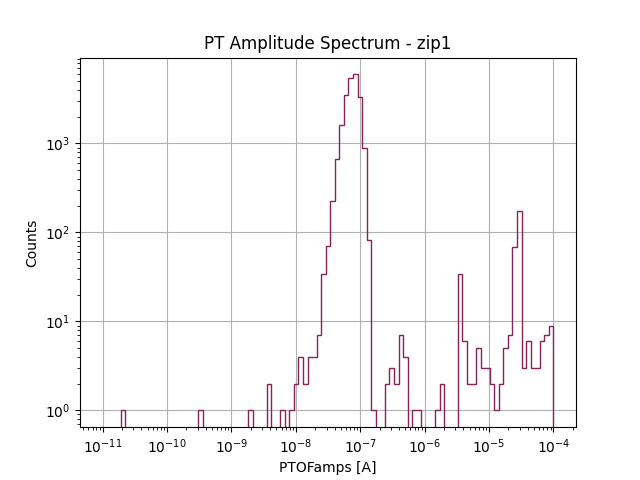 PT Amplitude Spectrum - zip1
Counts
10³
10²
10¹
10⁰
10⁻¹¹ 10⁻¹⁰ 10⁻⁹ 10⁻⁸ 10⁻⁷ 10⁻⁶ 10⁻⁵ 10⁻⁴
PTOFamps [A]